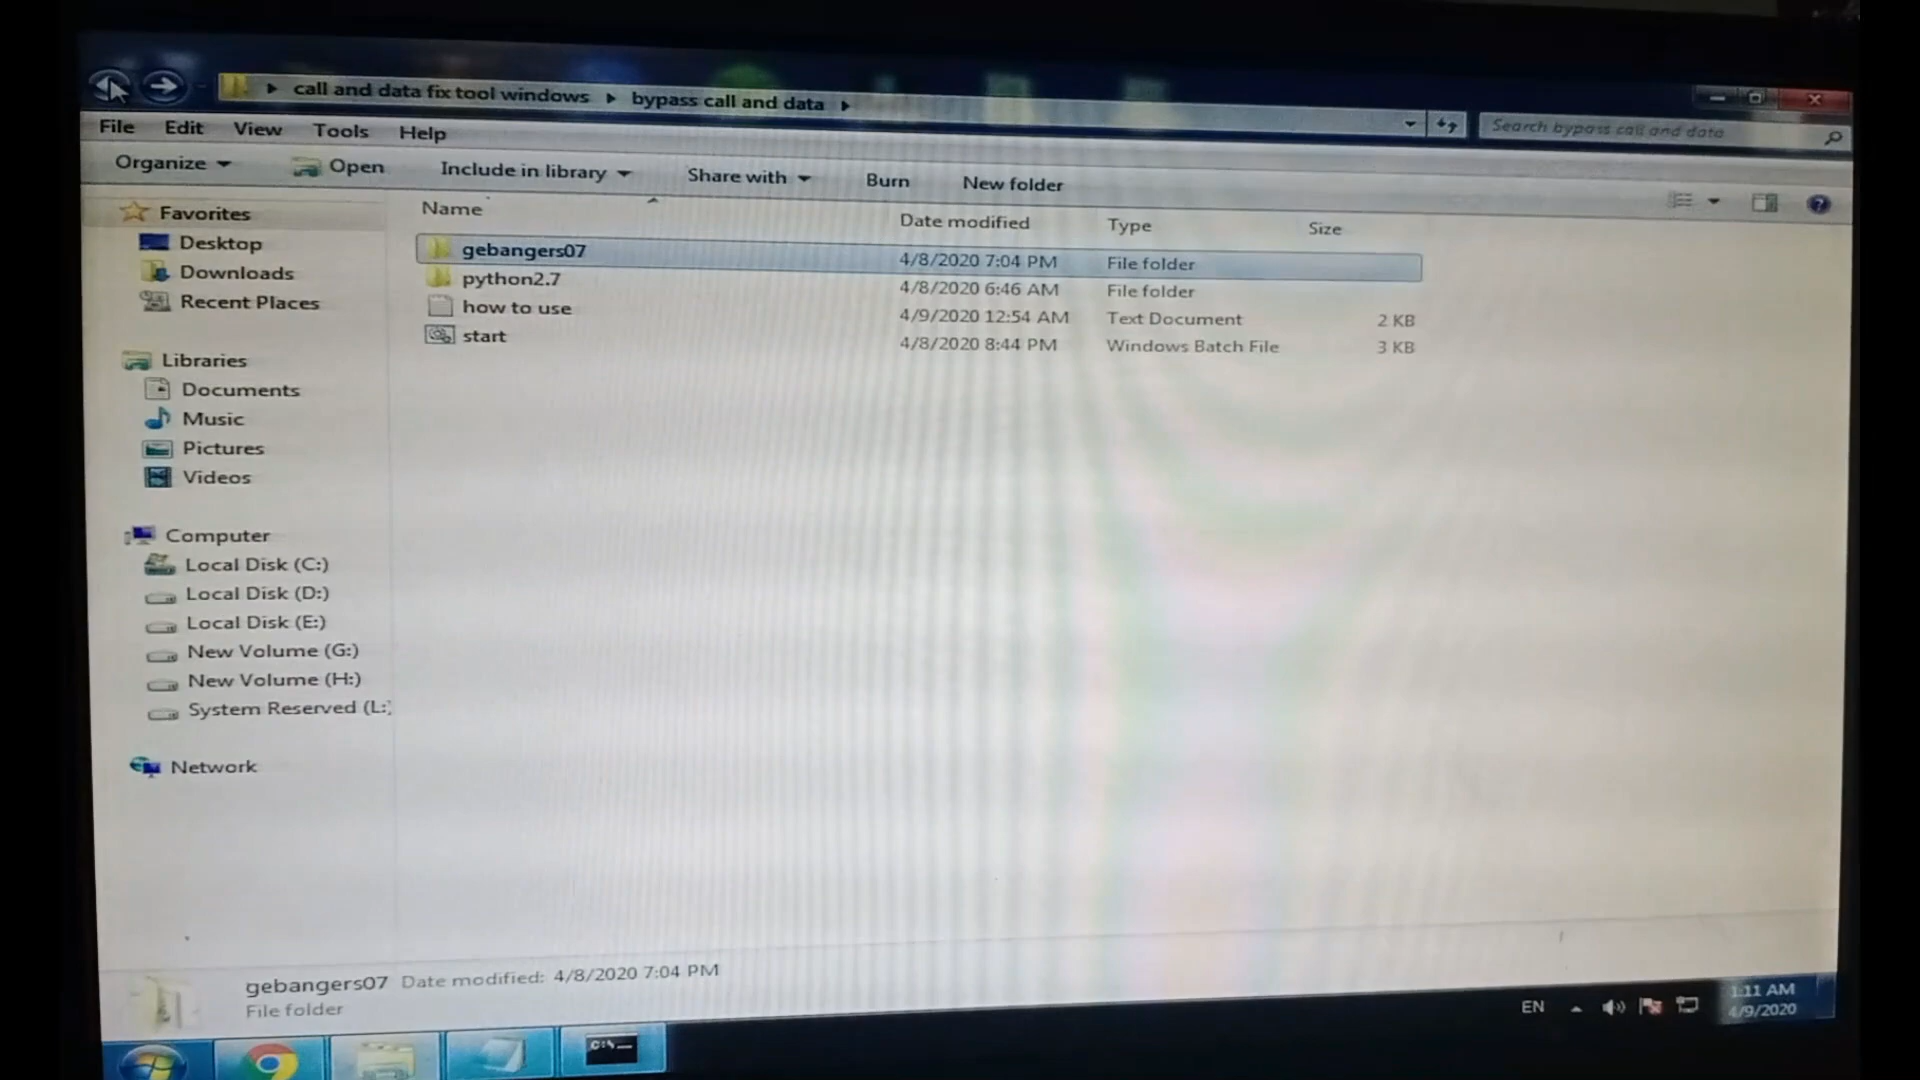 call and data fix tool windows
bypass call and data
Search bypass call and data
File Edit View Tools Help
Organize Open Include in library Share with Burn New folder
Name Date modified Type Size
gebangers07 4/8/2020 7:04 PM File folder
python2.7 4/8/2020 6:46 AM File folder
how to use 4/9/2020 12:54 AM Text Document 2 KB
start 4/8/2020 8:44 PM Windows Batch File 3 KB
Favorites
Desktop
Downloads
Recent Places
Libraries
Documents
Music
Pictures
Videos
Computer
Local Disk (C:)
Local Disk (D:)
Local Disk (E:)
New Volume (G:)
New Volume (H:)
System Reserved (L:)
Network
gebangers07 Date modified: 4/8/2020 7:04 PM
File folder
EN
1:11 AM
4/9/2020
C:\